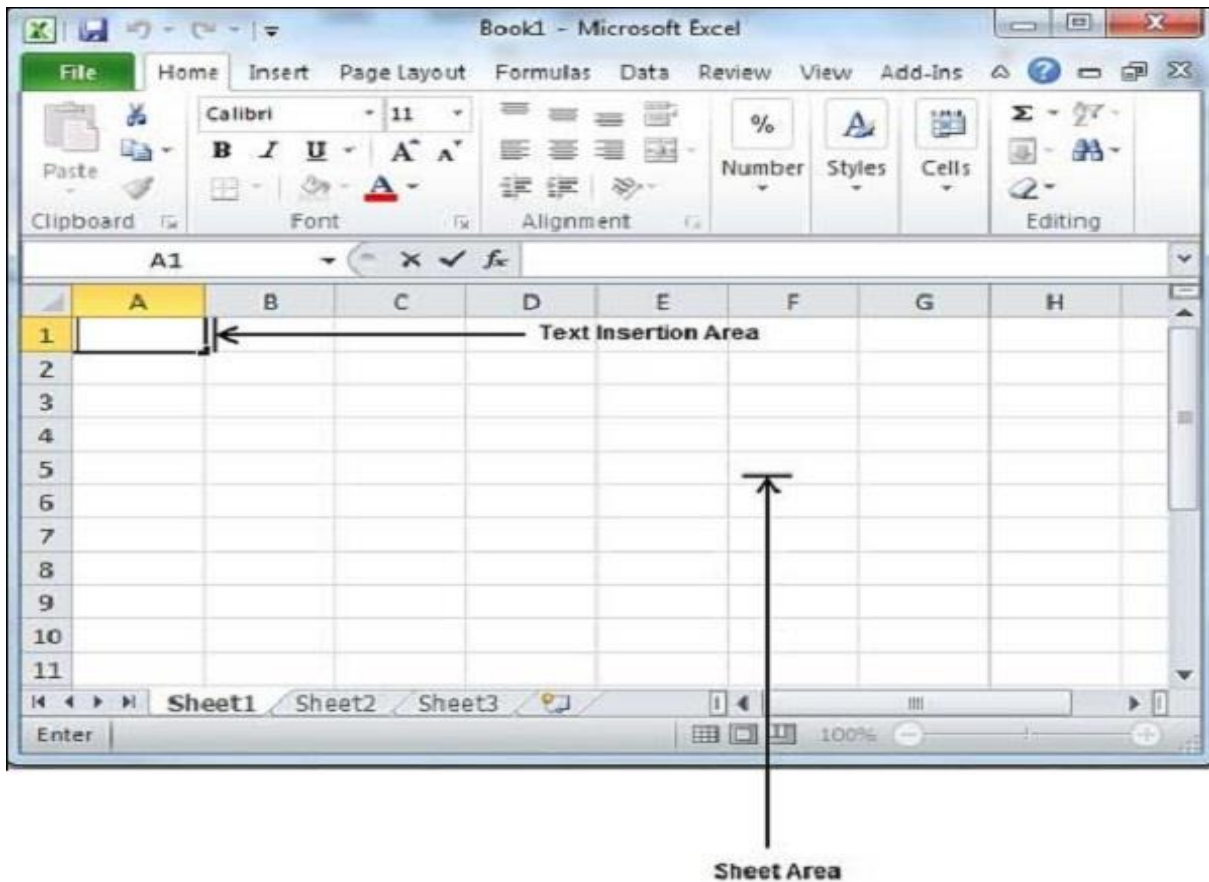 Book1 - Microsoft Excel
File Home Insert Page Layout Formulas Data Review View Add-Ins
Calibri 11
B I U A A
Paste
A
% Number
Styles
Cells
Σ
Clipboard Font Alignment Editing
A1 fx
A B C D E F G H
1 Text Insertion Area
2
3
4
5
6
7
8
9
10
11
Sheet1 Sheet2 Sheet3
Enter 100%
Sheet Area